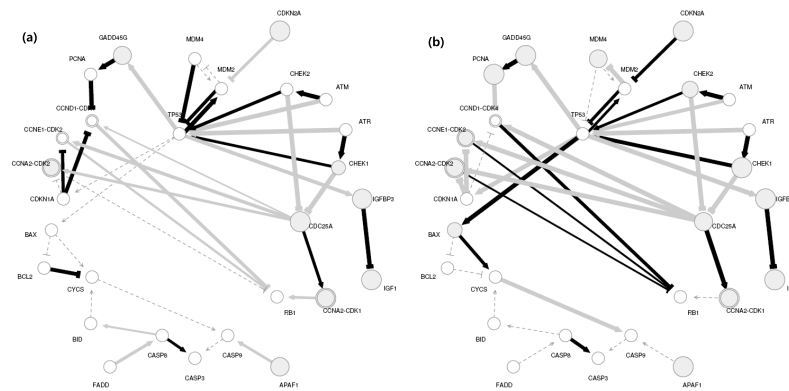 (a)
CDKN2A
GADD45G
MDM4
PCNA
MDM2
CHEK2
ATM
CCND1-CDK
TP53
CCNE1-CDK2
ATR
CCNA2-CDK2
CHEK1
CDKN1A
IGFBP3
BAX
CDC25A
BCL2
CYCS
IGF1
RB1
CCNA2-CDK1
BID
CASP8
CASP9
FADD
CASP3
APAF1
(b)
CDKN2A
GADD45G
MDM4
PCNA
MDM2
CHEK2
ATM
CCND1-CDK4
TP53
CCNE1-CDK2
ATR
CCNA2-CDK2
CHEK1
CDKN1A
IGFB
BAX
CDC25A
BCL2
CYCS
I
RB1
CCNA2-CDK1
BID
CASP8
CASP9
FADD
CASP3
APAF1